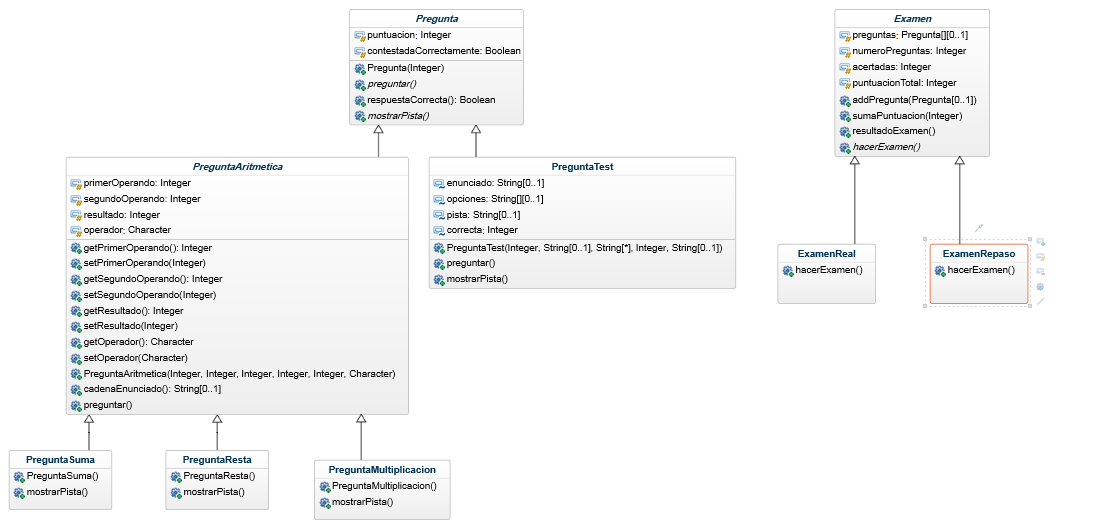 Pregunta
puntuacion: Integer
contestadaCorrectamente: Boolean
Pregunta(Integer)
preguntar()
respuestaCorrecta(): Boolean
mostrarPista()
Examen
preguntas: Pregunta[][0..1]
numeroPreguntas: Integer
acertadas: Integer
puntuacionTotal: Integer
addPregunta(Pregunta[0..1])
sumaPuntuacion(Integer)
resultadoExamen()
hacerExamen()
PreguntaAritmetica
primerOperando: Integer
segundoOperando: Integer
resultado: Integer
operador: Character
getPrimerOperando(): Integer
setPrimerOperando(Integer)
getSegundoOperando(): Integer
setSegundoOperando(Integer)
getResultado(): Integer
setResultado(Integer)
getOperador(): Character
setOperador(Character)
PreguntaAritmetica(Integer, Integer, Integer, Integer, Integer, Character)
cadenaEnunciado(): String[0..1]
preguntar()
PreguntaTest
enunciado: String[0..1]
opciones: String[][0..1]
pista: String[0..1]
correcta: Integer
PreguntaTest(Integer, String[0..1], String[*], Integer, String[0..1])
preguntar()
mostrarPista()
ExamenReal
hacerExamen()
ExamenRepaso
hacerExamen()
PreguntaSuma
PreguntaSuma()
mostrarPista()
PreguntaResta
PreguntaResta()
mostrarPista()
PreguntaMultiplicacion
PreguntaMultiplicacion()
mostrarPista()